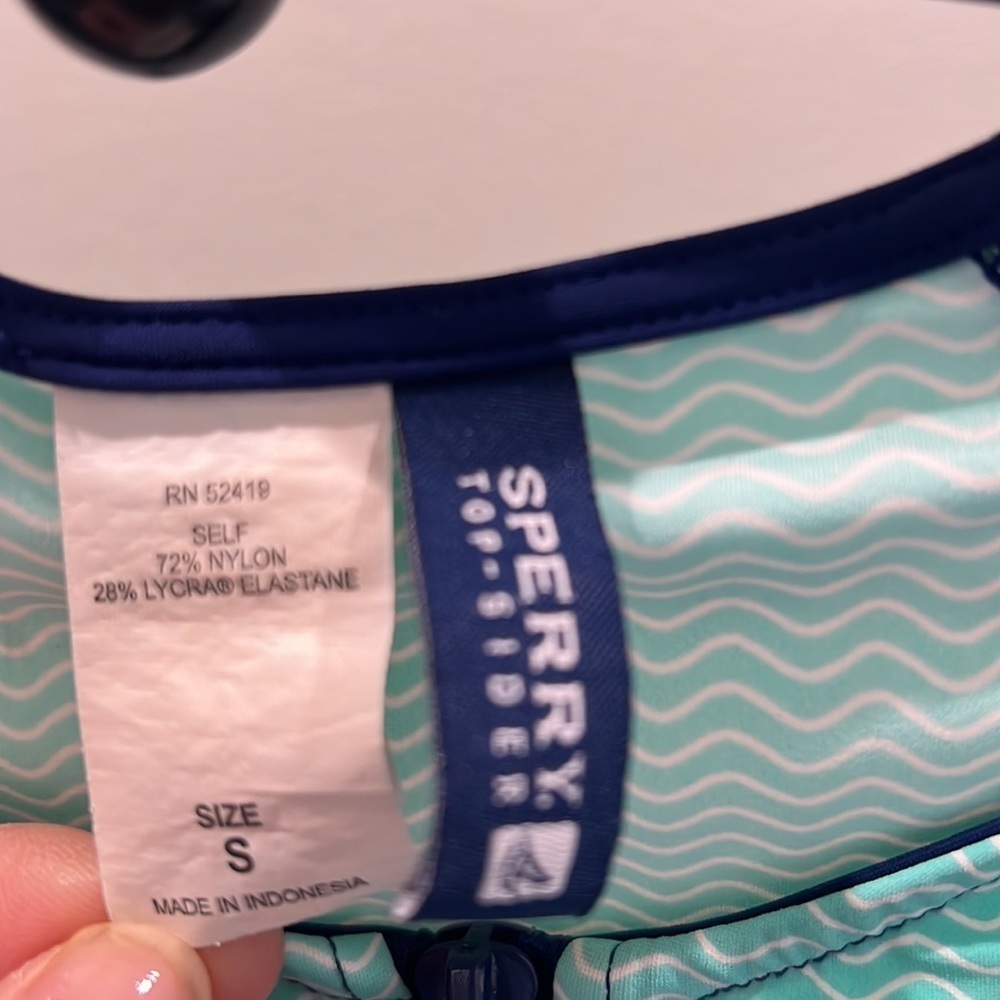 RN 52419
SELF
72% NYLON
28% LYCRA® ELASTANE
SIZE
S
MADE IN INDONESIA
SPERRY
TOP-SIDER